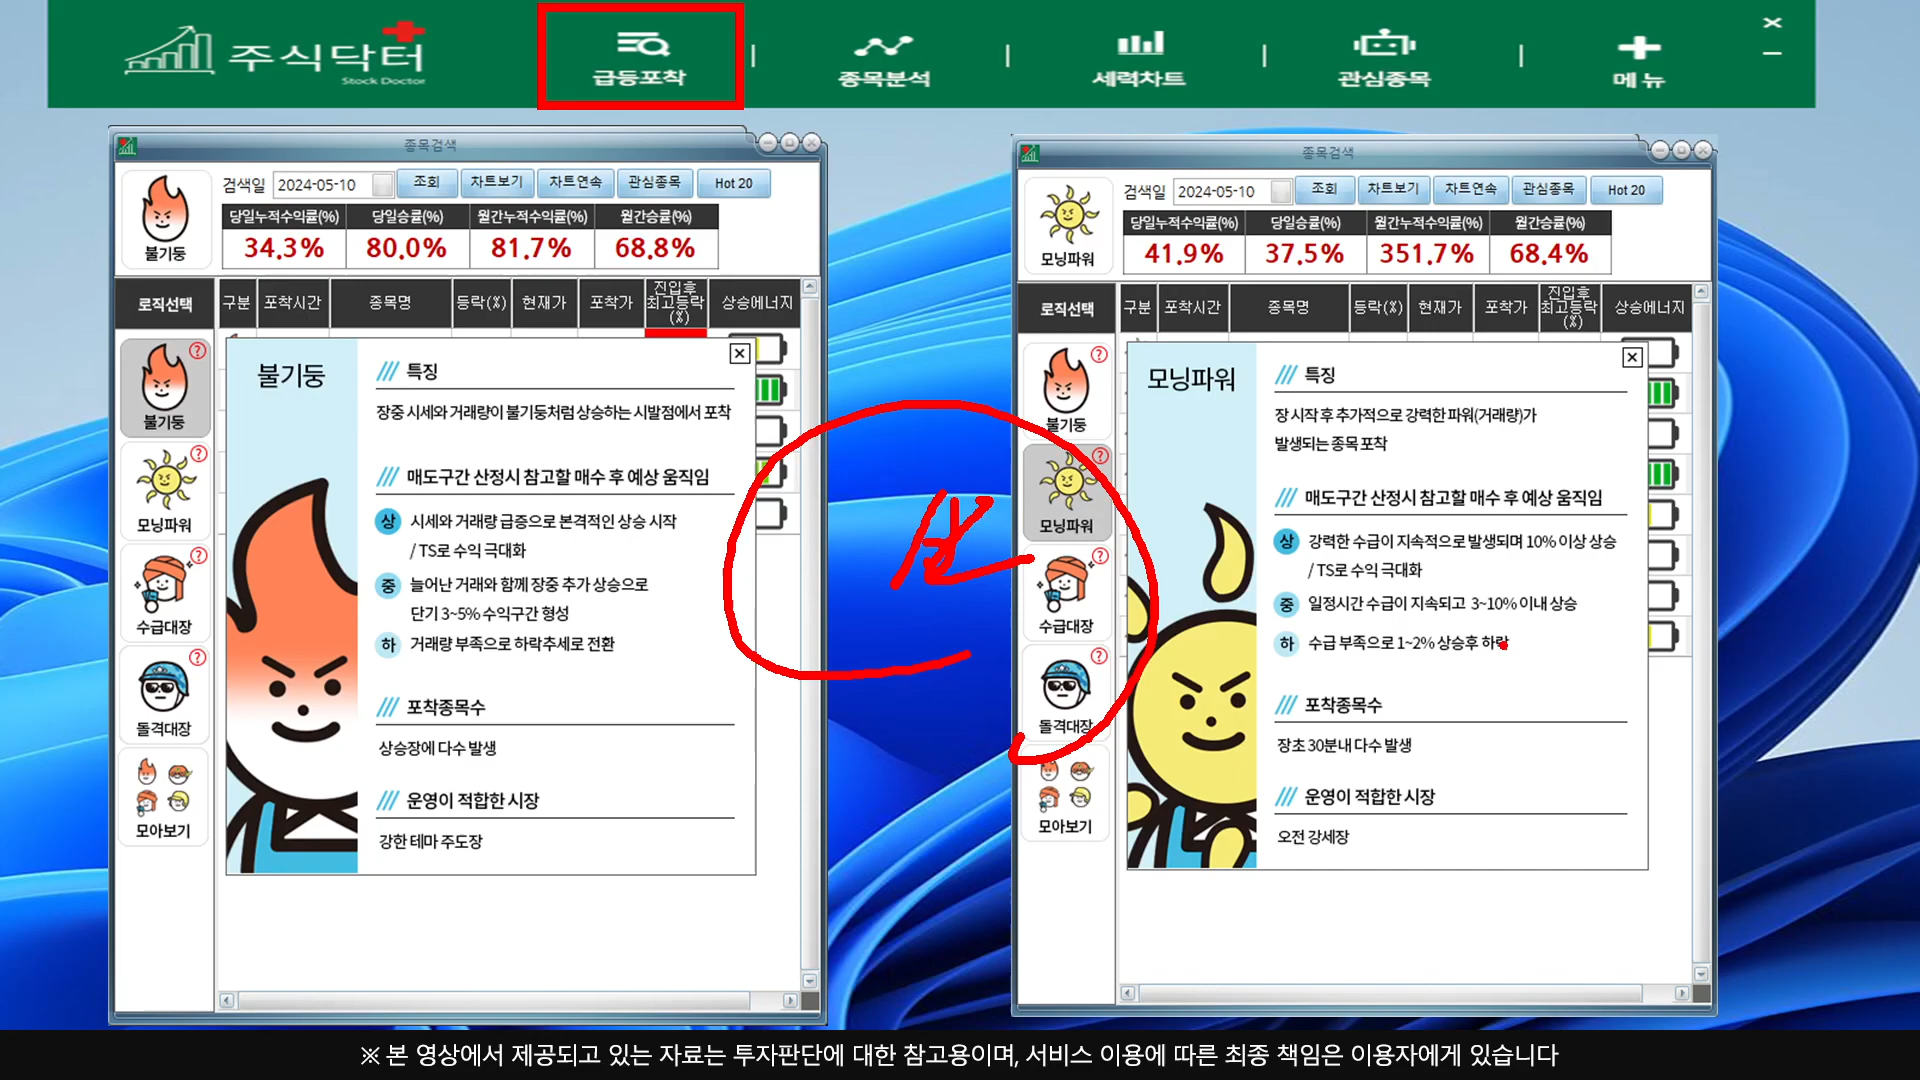 주식닥터
Stock Doctor
급등포착
종목분석
세력차트
관심종목
메뉴
종목검색
불기둥
검색일
2024-05-10
조회
차트보기
차트연속
관심종목
Hot 20
당일누적수익률(%)
당일승률(%)
월간누적수익률(%)
월간승률(%)
34.3%
80.0%
81.7%
68.8%
로직선택
구분
포착시간
종목명
등락(%)
현재가
포착가
진입후
최고등락
(%)
상승에너지
불기둥
모닝파워
수급대장
돌격대장
모아보기
불기둥
/// 특징
장중 시세와 거래량이 불기둥처럼 상승하는 시발점에서 포착
/// 매도구간 산정시 참고할 매수 후 예상 움직임
상 시세와 거래량 급증으로 본격적인 상승 시작
/ TS로 수익 극대화
중 늘어난 거래와 함께 장중 추가 상승으로
단기 3~5% 수익구간 형성
하 거래량 부족으로 하락추세로 전환
/// 포착종목수
상승장에 다수 발생
/// 운영이 적합한 시장
강한 테마 주도장
종목검색
모닝파워
검색일
2024-05-10
조회
차트보기
차트연속
관심종목
Hot 20
당일누적수익률(%)
당일승률(%)
월간누적수익률(%)
월간승률(%)
41.9%
37.5%
351.7%
68.4%
로직선택
구분
포착시간
종목명
등락(%)
현재가
포착가
진입후
최고등락
(%)
상승에너지
불기둥
모닝파워
수급대장
돌격대장
모아보기
모닝파워
/// 특징
장 시작 후 추가적으로 강력한 파워(거래량)가
발생되는 종목 포착
/// 매도구간 산정시 참고할 매수 후 예상 움직임
상 강력한 수급이 지속적으로 발생되며 10% 이상 상승
/ TS로 수익 극대화
중 일정시간 수급이 지속되고 3~10% 이내 상승
하 수급 부족으로 1~2% 상승후 하락
/// 포착종목수
장초 30분내 다수 발생
/// 운영이 적합한 시장
오전 강세장
※ 본 영상에서 제공되고 있는 자료는 투자판단에 대한 참고용이며, 서비스 이용에 따른 최종 책임은 이용자에게 있습니다